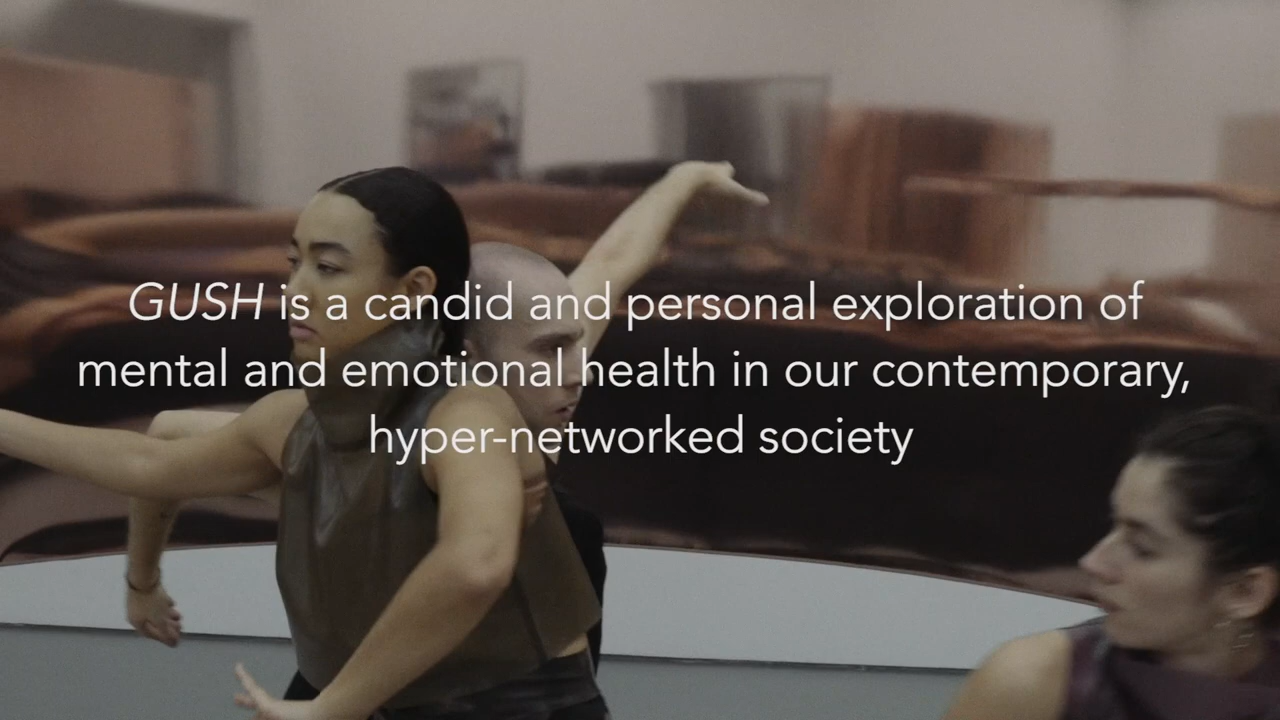 GUSH is a candid and personal exploration of
mental and emotional health in our contemporary,
hyper-networked society